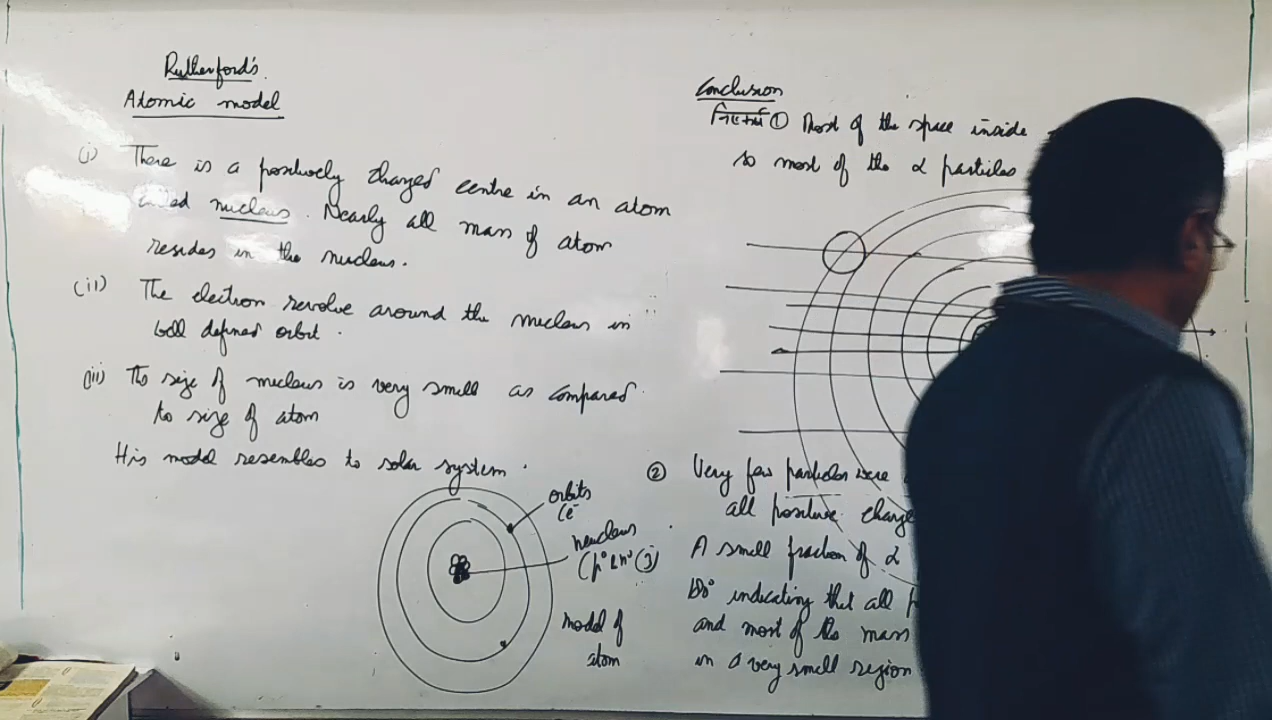 Rutherford's
Atomic model
(i) There is a positively charged centre in an atom
nucleus. Nearly all mass of atom
resides in the nucleus.
(ii) The electron revolve around the nucleus in
defined orbit.
(iii) The size of nucleus is very small as compared
to size of atom
His model resembles to solar system.
orbits
(e⁻
model of
atom
Conclusion
① Most of the space inside
so most of the α particles
② Very few particles were
all positive charge
A small fraction of α
indicating that all p
and most of the mass
in a very small region